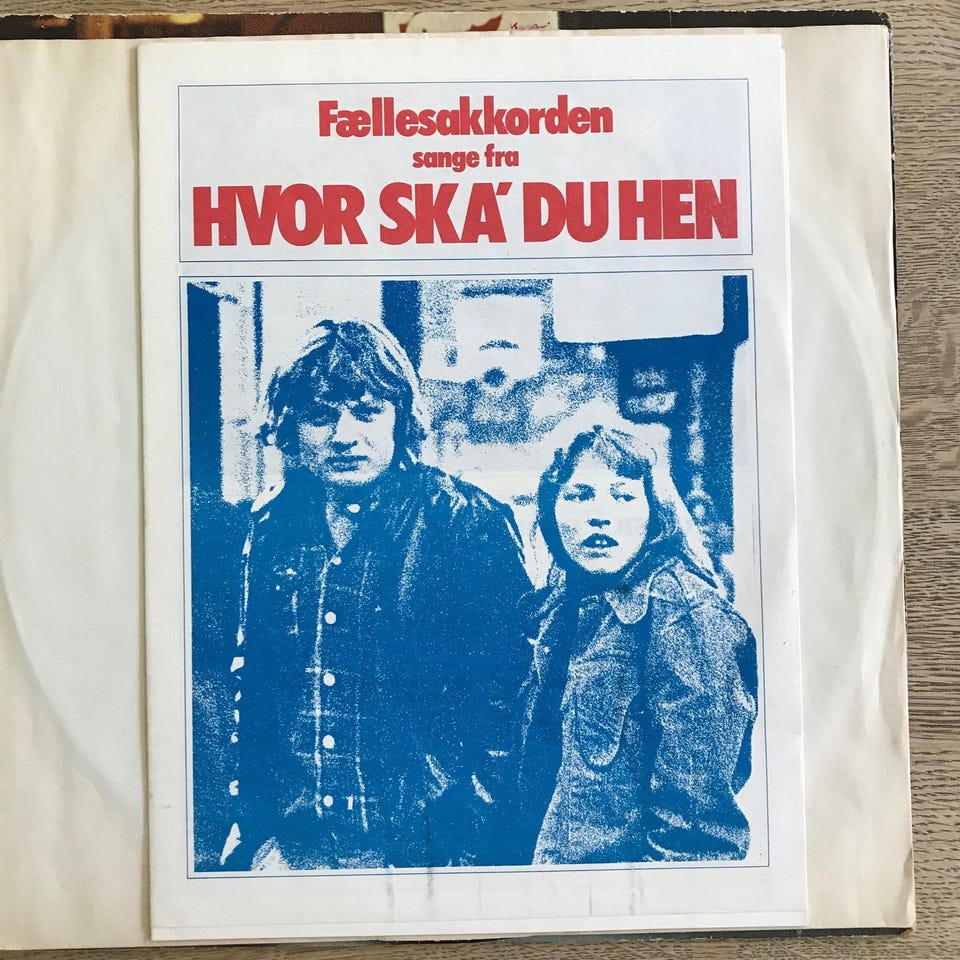 Fællesakkorden
sange fra
HVOR SKA´ DU HEN